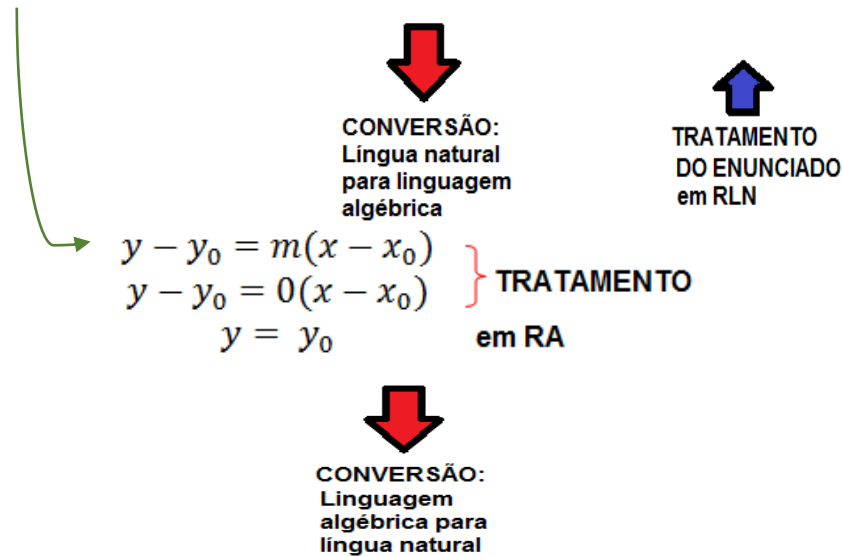 CONVERSÃO:
Língua natural
para linguagem
algébrica
TRATAMENTO
DO ENUNCIADO
em RLN
y − y₀ = m(x − x₀)
y − y₀ = 0(x − x₀)
y = y₀
TRATAMENTO
em RA
CONVERSÃO:
Linguagem
algébrica para
língua natural